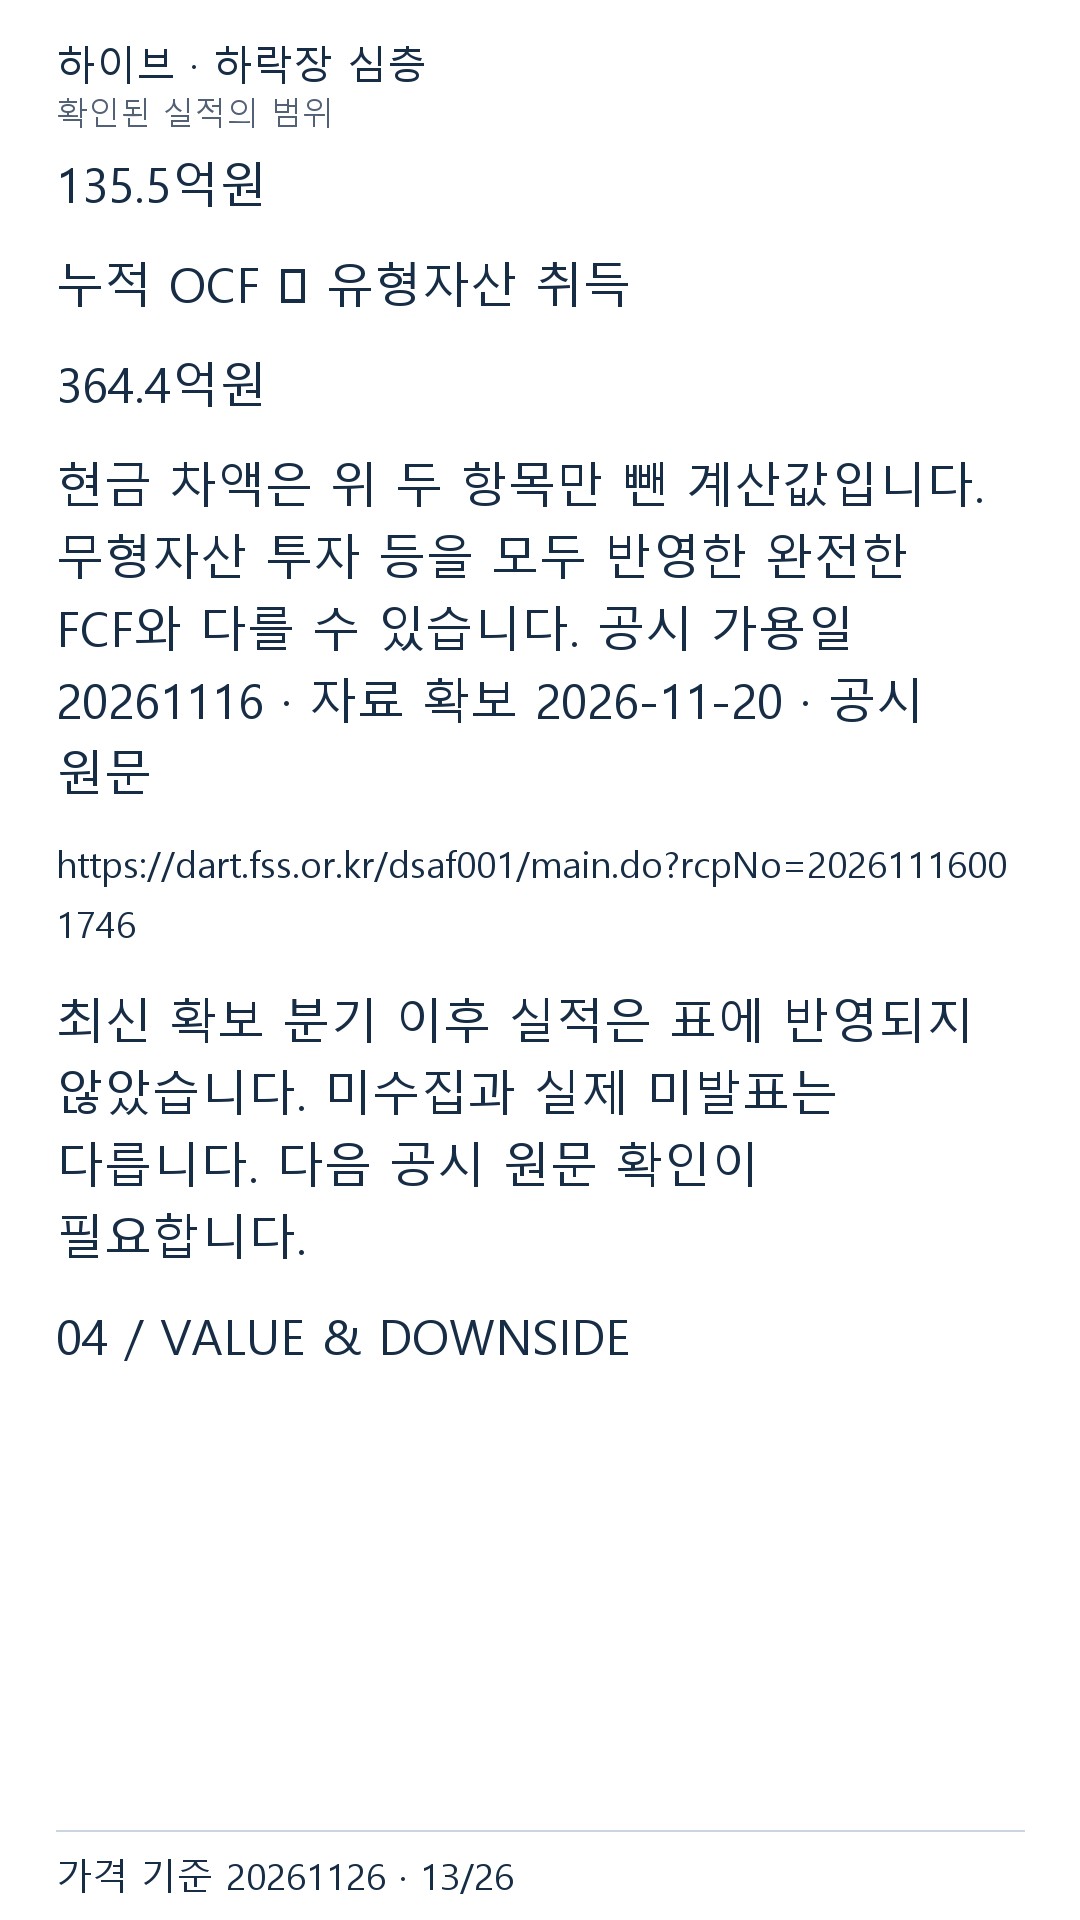 하이브 · 하락장 심층
확인된 실적의 범위
135.5억원
누적 OCF □ 유형자산 취득
364.4억원
현금 차액은 위 두 항목만 뺀 계산값입니다.
무형자산 투자 등을 모두 반영한 완전한
FCF와 다를 수 있습니다. 공시 가용일
20261116 · 자료 확보 2026-11-20 · 공시
원문
https://dart.fss.or.kr/dsaf001/main.do?rcpNo=2026111600
1746
최신 확보 분기 이후 실적은 표에 반영되지
않았습니다. 미수집과 실제 미발표는
다릅니다. 다음 공시 원문 확인이
필요합니다.
04 / VALUE & DOWNSIDE
가격 기준 20261126 · 13/26